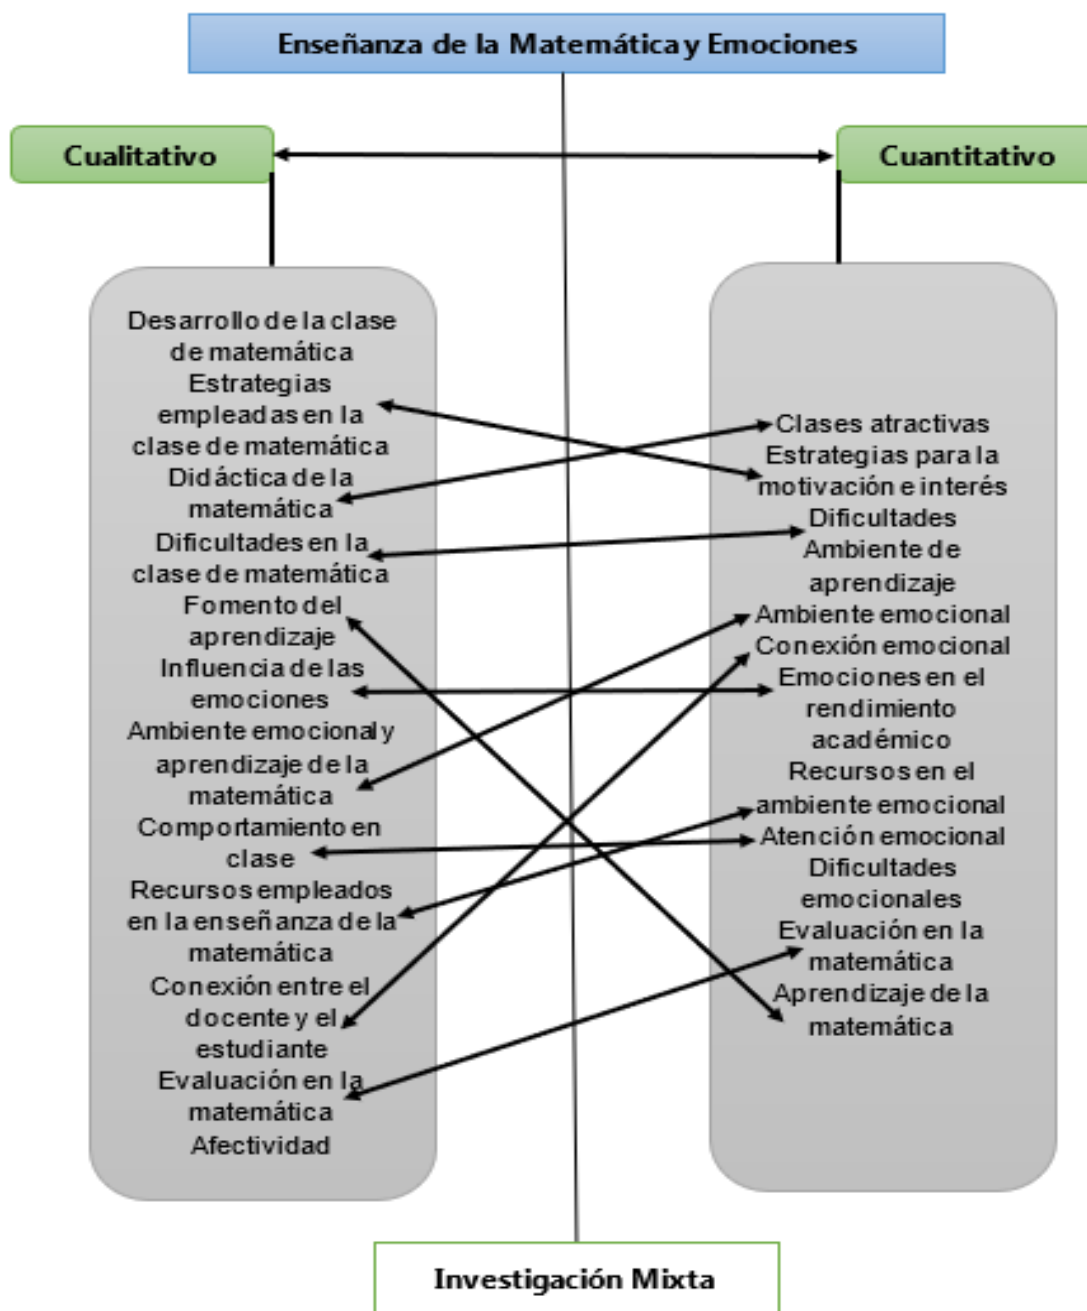 Enseñanza de la Matemática y Emociones
Cualitativo
Cuantitativo
Desarrollo de la clase
de matemática
Estrategias
empleadas en la
clase de matemática
Didáctica de la
matemática
Dificultades en la
clase de matemática
Fomento del
aprendizaje
Influencia de las
emociones
Ambiente emocional y
aprendizaje de la
matemática
Comportamiento en
clase
Recursos empleados
en la enseñanza de la
matemática
Conexión entre el
docente y el
estudiante
Evaluación en la
matemática
Afectividad
Clases atractivas
Estrategias para la
motivación e interés
Dificultades
Ambiente de
aprendizaje
Ambiente emocional
Conexión emocional
Emociones en el
rendimiento
académico
Recursos en el
ambiente emocional
Atención emocional
Dificultades
emocionales
Evaluación en la
matemática
Aprendizaje de la
matemática
Investigación Mixta